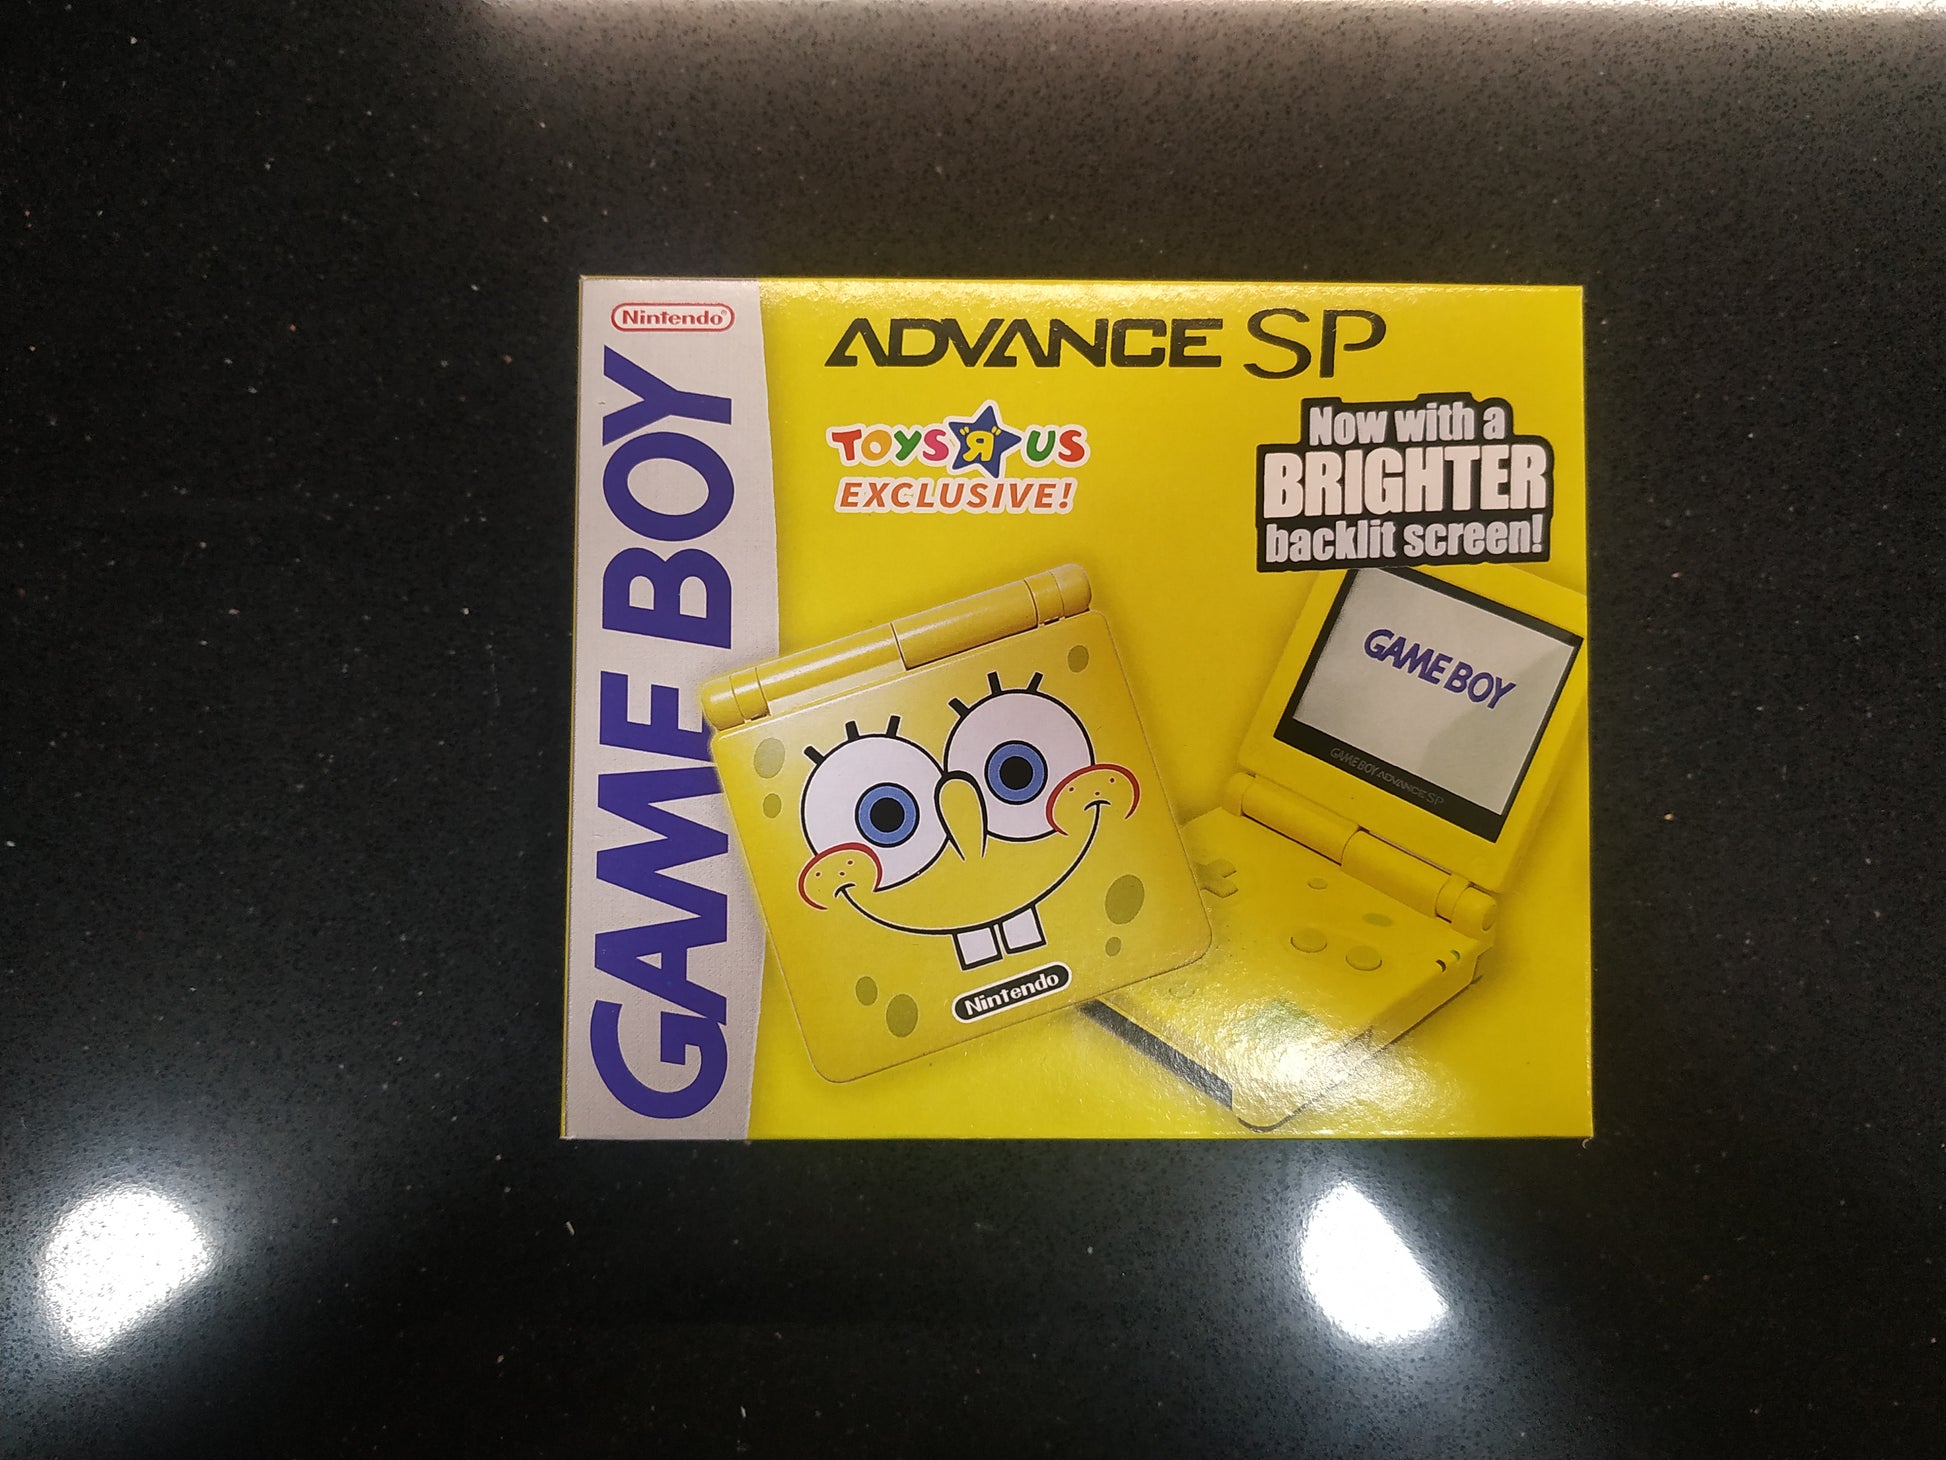 Nintendo®
GAME BOY
ADVANCE SP
TOYS "R" US
EXCLUSIVE!
Now with a
BRIGHTER
backlit screen!
GAME BOY
GAME BOY ADVANCE SP
Nintendo